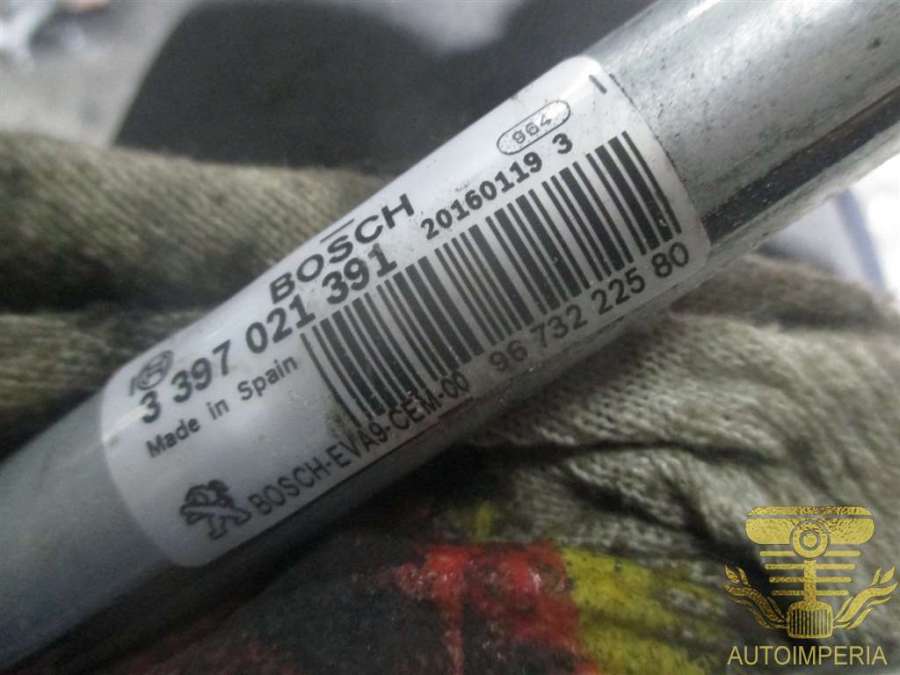 964
I
BOSCH
20160119 3
3 397 021 391
Made in Spain
96 732 225 80
BOSCH-EVA9-CEM-00
AUTOIMPERIA